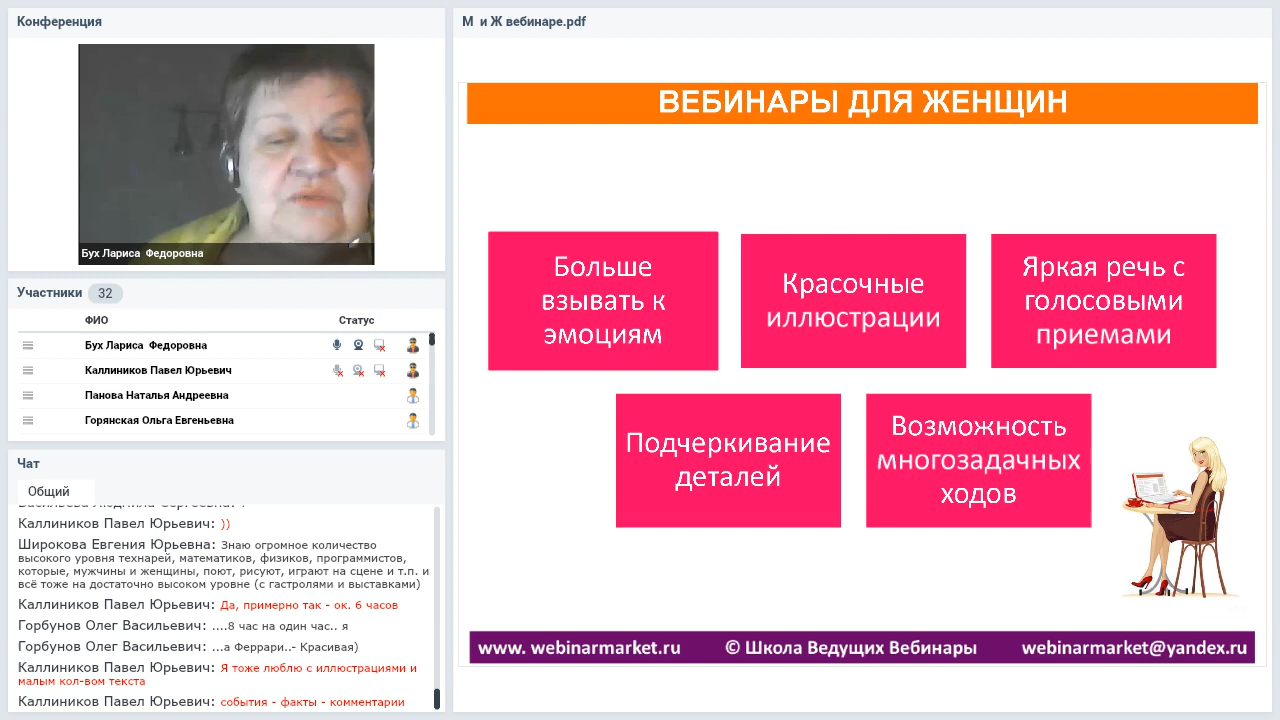 Конференция
Бух Лариса Федоровна
Участники 32
ФИО Статус
Бух Лариса Федоровна
Каллиников Павел Юрьевич
Панова Наталья Андреевна
Горянская Ольга Евгеньевна
Чат
Общий
Каллиников Павел Юрьевич: ))
Широкова Евгения Юрьевна: Знаю огромное количество
высокого уровня технарей, математиков, физиков, программистов,
которые, мужчины и женщины, поют, рисуют, играют на сцене и т.п. и
всё тоже на достаточно высоком уровне (с гастролями и выставками)
Каллиников Павел Юрьевич: Да, примерно так - ок. 6 часов
Горбунов Олег Васильевич: ....8 час на один час.. я
Горбунов Олег Васильевич: ...а Феррари..- Красивая)
Каллиников Павел Юрьевич: Я тоже люблю с иллюстрациями и
малым кол-вом текста
Каллиников Павел Юрьевич: события - факты - комментарии
М и Ж вебинаре.pdf
ВЕБИНАРЫ ДЛЯ ЖЕНЩИН
Больше
взывать к
эмоциям
Красочные
иллюстрации
Яркая речь с
голосовыми
приемами
Подчеркивание
деталей
Возможность
многозадачных
ходов
www. webinarmarket.ru © Школа Ведущих Вебинары webinarmarket@yandex.ru